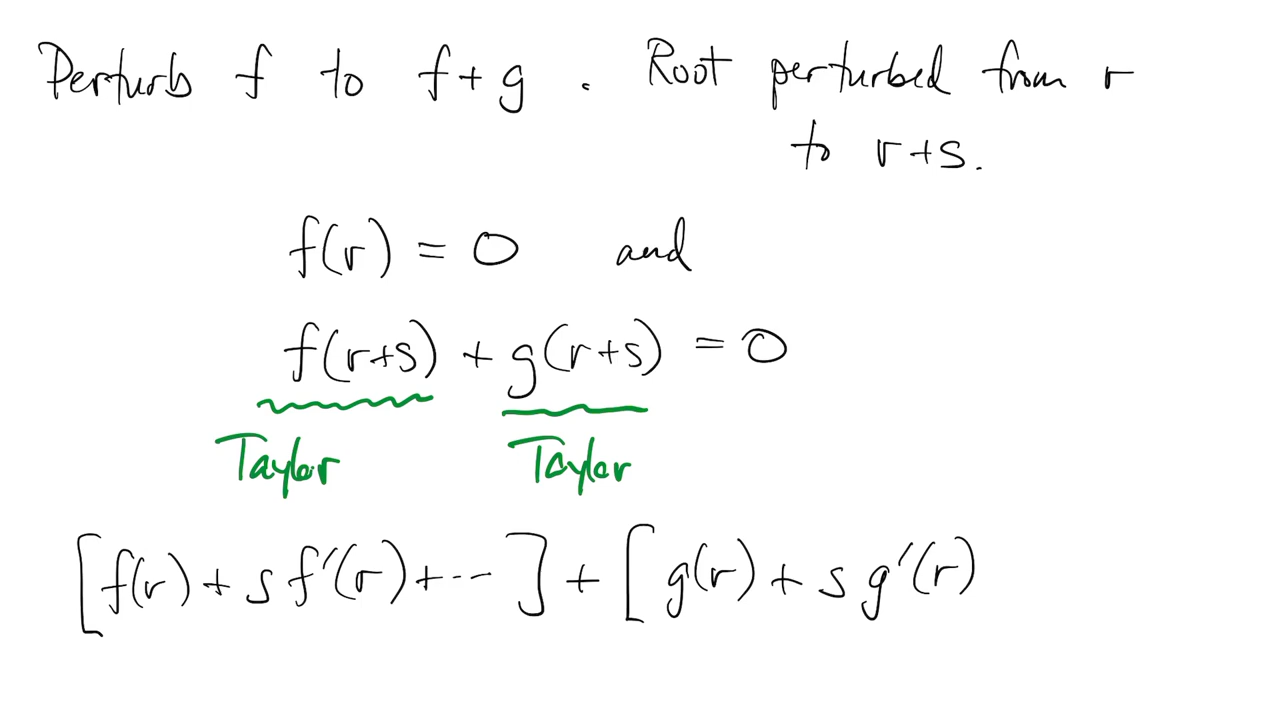 Perturb f to f+g . Root perturbed from r
to r+s.
f(r) = 0 and
f(r+s) + g(r+s) = 0
Taylor Taylor
[f(r) + s f'(r) + ··· ] + [ g(r) + s g'(r)